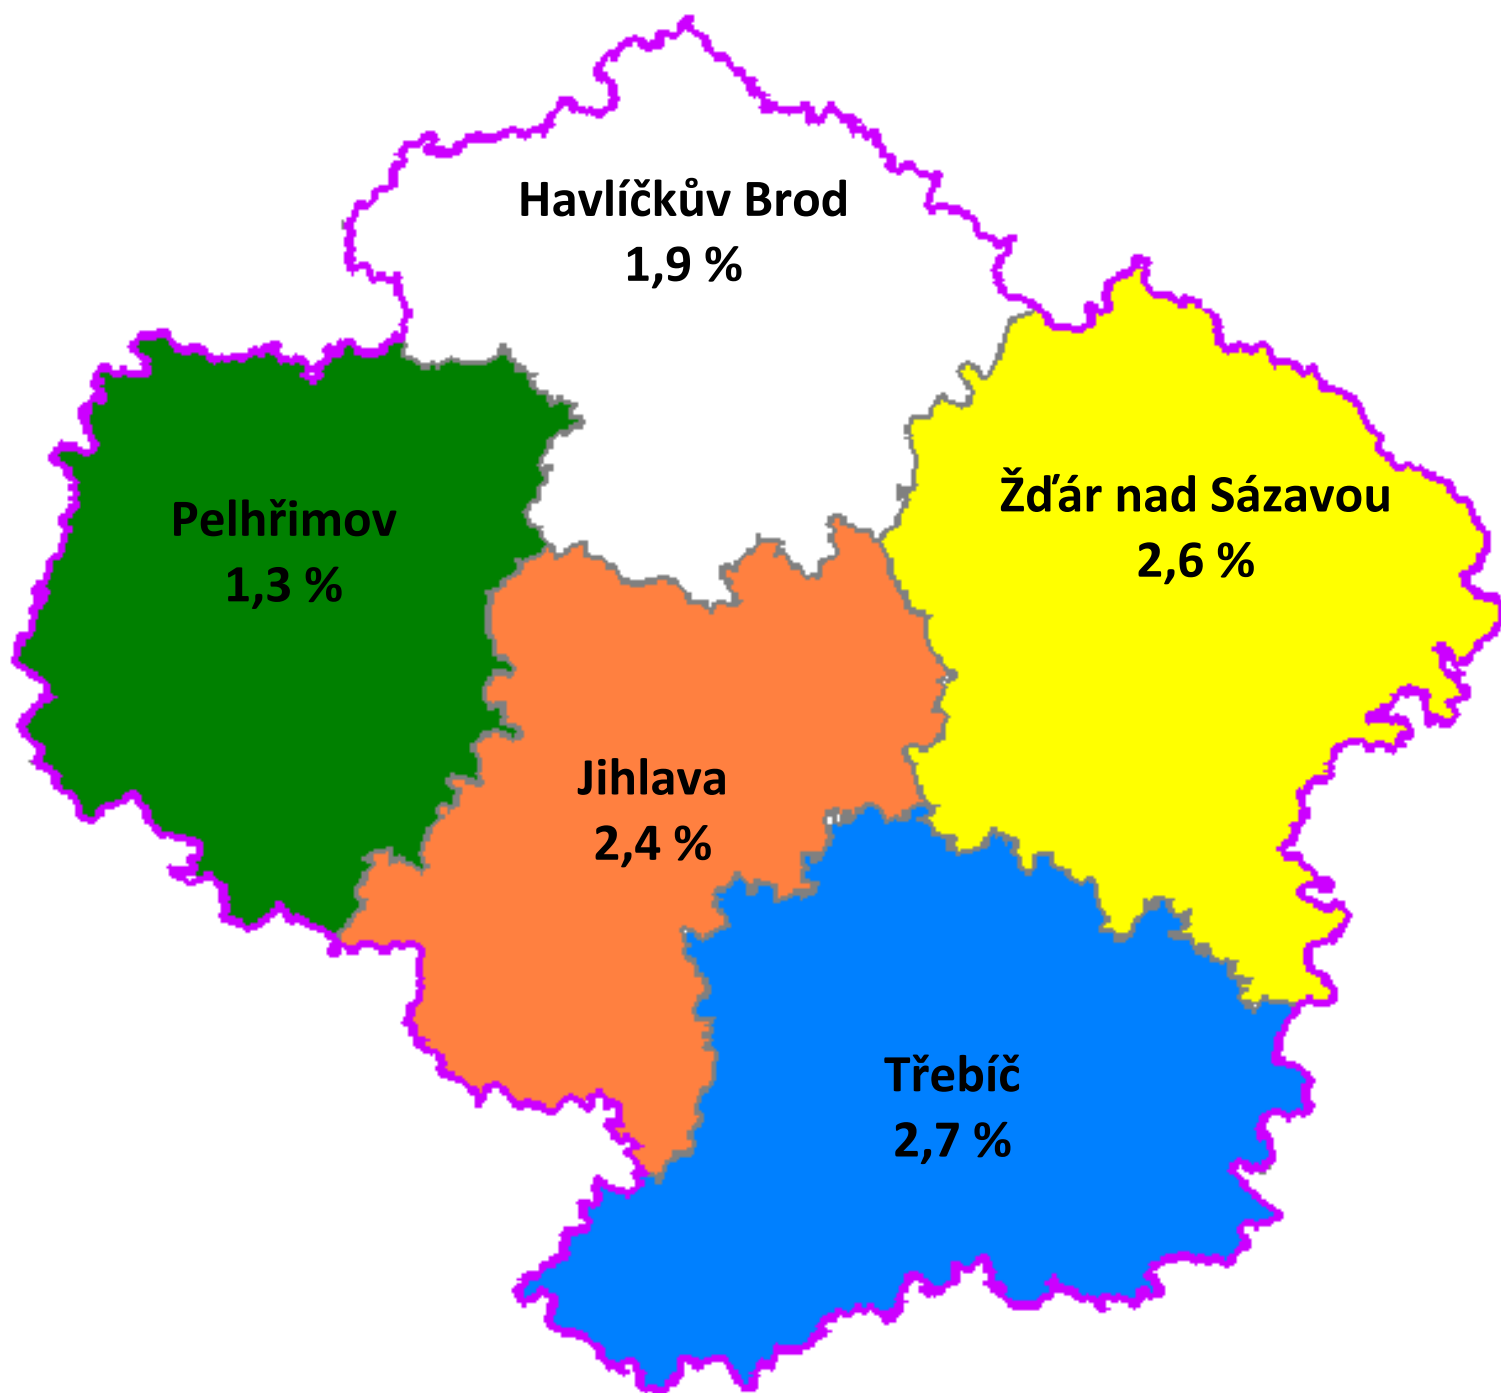 Havlíčkův Brod
1,9 %
Žďár nad Sázavou
2,6 %
Pelhřimov
1,3 %
Jihlava
2,4 %
Třebíč
2,7 %